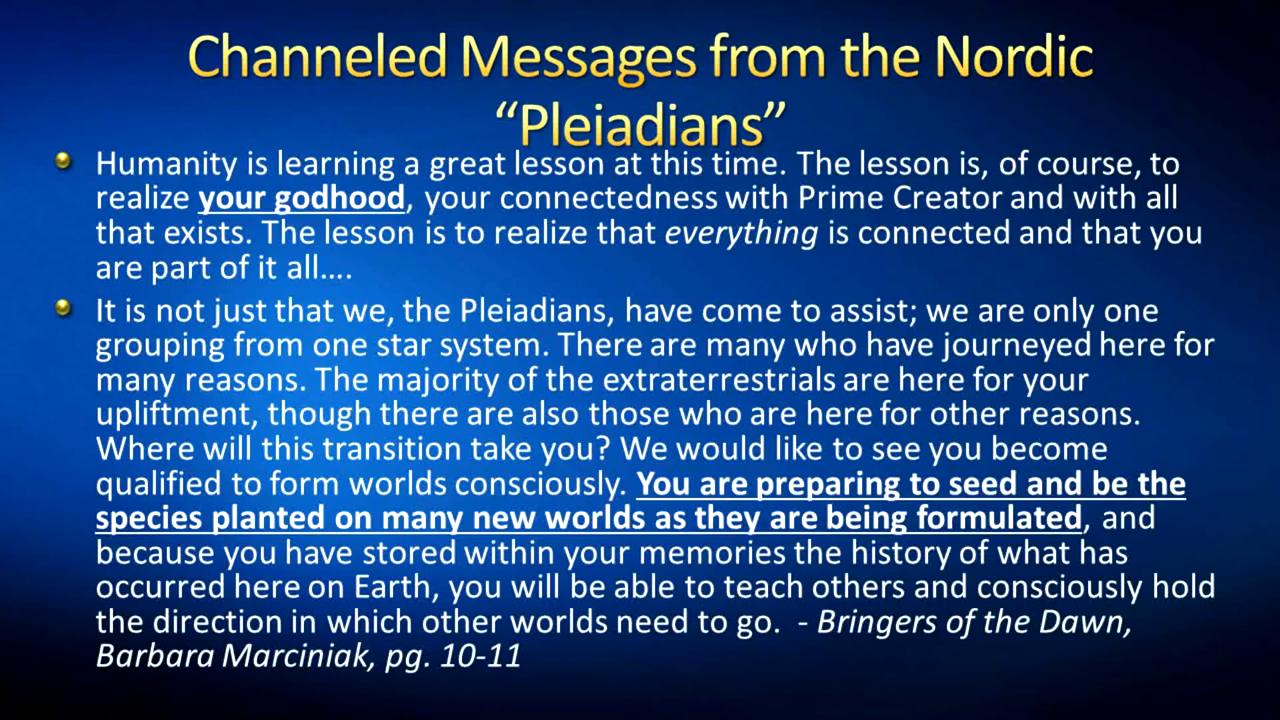 Channeled Messages from the Nordic
“Pleiadians”
Humanity is learning a great lesson at this time. The lesson is, of course, to
realize your godhood, your connectedness with Prime Creator and with all
that exists. The lesson is to realize that everything is connected and that you
are part of it all….
It is not just that we, the Pleiadians, have come to assist; we are only one
grouping from one star system. There are many who have journeyed here for
many reasons. The majority of the extraterrestrials are here for your
upliftment, though there are also those who are here for other reasons.
Where will this transition take you? We would like to see you become
qualified to form worlds consciously. You are preparing to seed and be the
species planted on many new worlds as they are being formulated, and
because you have stored within your memories the history of what has
occurred here on Earth, you will be able to teach others and consciously hold
the direction in which other worlds need to go.  - Bringers of the Dawn,
Barbara Marciniak, pg. 10-11